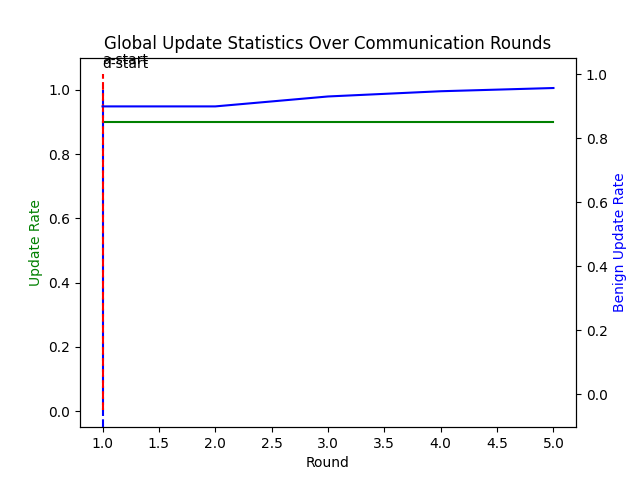 Global Update Statistics Over Communication Rounds
a-start
d-start
1.0
0.8
0.6
0.4
0.2
0.0
Update Rate
1.0
0.8
0.6
0.4
0.2
0.0
Benign Update Rate
1.0 1.5 2.0 2.5 3.0 3.5 4.0 4.5 5.0
Round